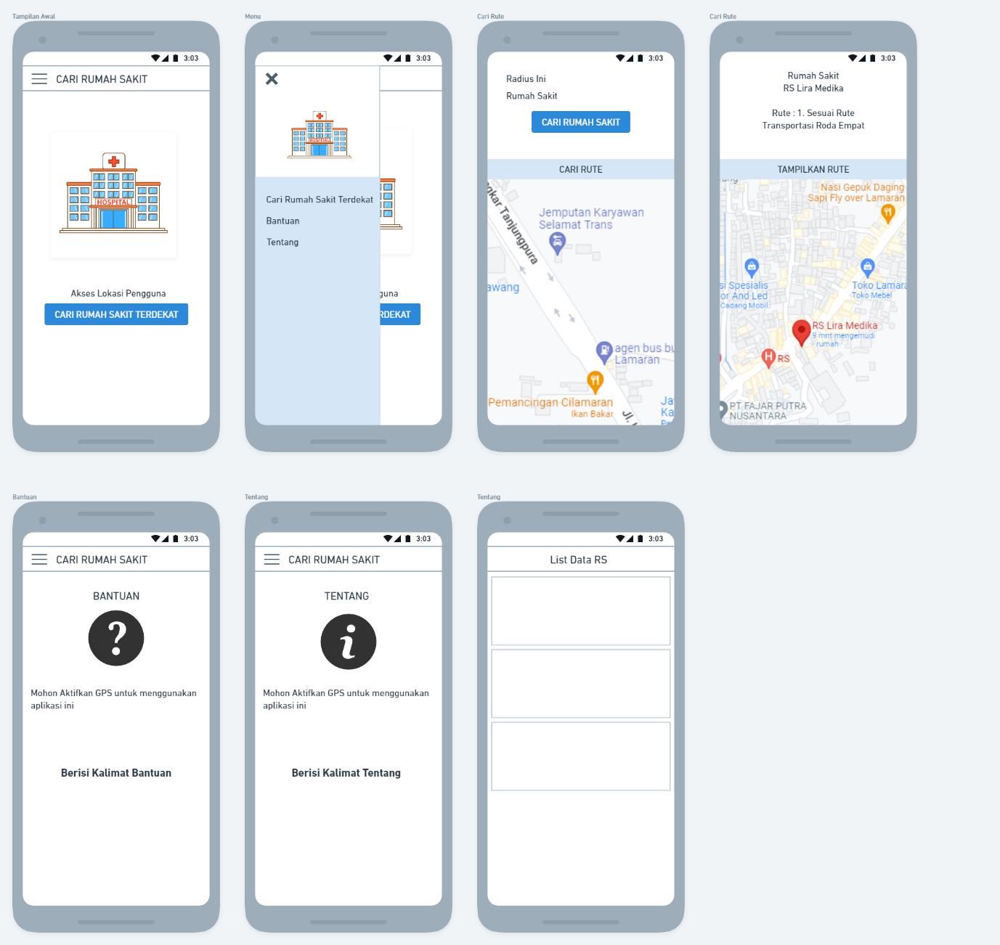 Tampilan Awal
3:03
CARI RUMAH SAKIT
HOSPITAL
Akses Lokasi Pengguna
CARI RUMAH SAKIT TERDEKAT
Menu
3:03
HOSPITAL
Cari Rumah Sakit Terdekat
Bantuan
Tentang
guna
RDEKAT
Cari Rute
3:03
Radius Ini
Rumah Sakit
CARI RUMAH SAKIT
CARI RUTE
gkar Tanjungpura
Jemputan Karyawan
Selamat Trans
awang
agen bus bu
Lamaran
Pemancingan Cilamaran
Ikan Bakar
Jl.
Ja
Ka
Cari Rute
3:03
Rumah Sakit
RS Lira Medika
Rute : 1. Sesuai Rute
Transportasi Roda Empat
TAMPILKAN RUTE
Nasi Gepuk Daging
Sapi Fly over Lamaran
si Spesialis
or And Led
Cadang Mobil
Toko Lamara
Toko Mebel
RS Lira Medika
9 mnt mengemudi
- rumah
H RS
PT FAJAR PUTRA
NUSANTARA
Bantuan
3:03
CARI RUMAH SAKIT
BANTUAN
?
Mohon Aktifkan GPS untuk menggunakan
aplikasi ini
Berisi Kalimat Bantuan
Tentang
3:03
CARI RUMAH SAKIT
TENTANG
i
Mohon Aktifkan GPS untuk menggunakan
aplikasi ini
Berisi Kalimat Tentang
Tentang
3:03
List Data RS